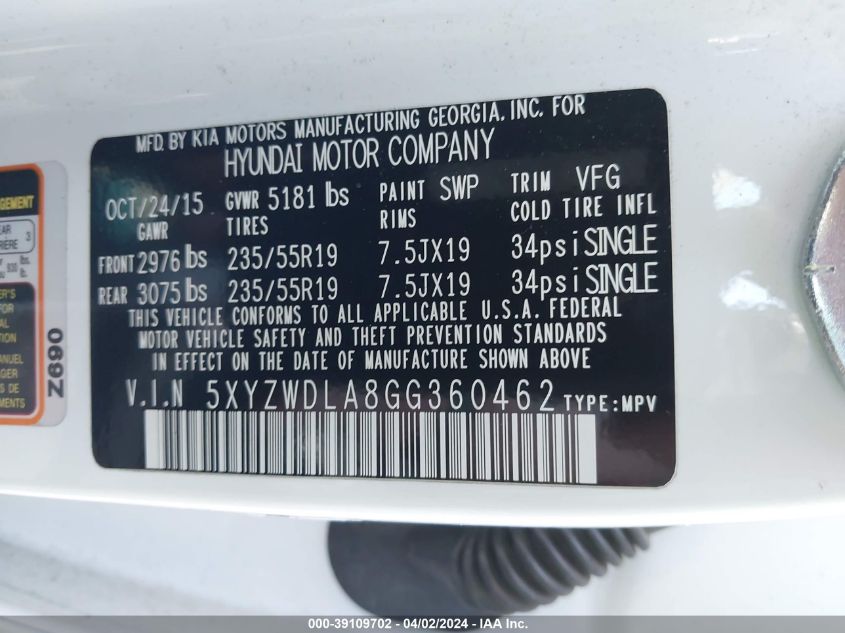 MFD. BY KIA MOTORS MANUFACTURING GEORGIA. INC. FOR
HYUNDAI MOTOR COMPANY
OCT/24/15 GVWR 5181 lbs PAINT SWP TRIM VFG
GAWR TIRES RIMS COLD TIRE INFL
FRONT 2976 lbs 235/55R19 7.5JX19 34psi SINGLE
REAR 3075 lbs 235/55R19 7.5JX19 34psi SINGLE
THIS VEHICLE CONFORMS TO ALL APPLICABLE U.S.A. FEDERAL
MOTOR VEHICLE SAFETY AND THEFT PREVENTION STANDARDS
IN EFFECT ON THE DATE OF MANUFACTURE SHOWN ABOVE
V.I.N 5XYZWDLA8GG360462 TYPE:MPV
Z690
000-39109702 - 04/02/2024 - IAA Inc.